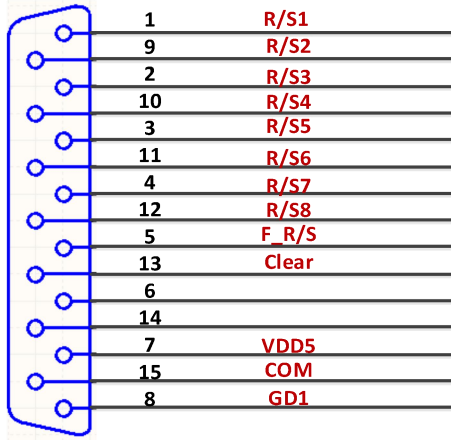 1 R/S1
9 R/S2
2 R/S3
10 R/S4
3 R/S5
11 R/S6
4 R/S7
12 R/S8
5 F_R/S
13 Clear
6
14
7 VDD5
15 COM
8 GD1